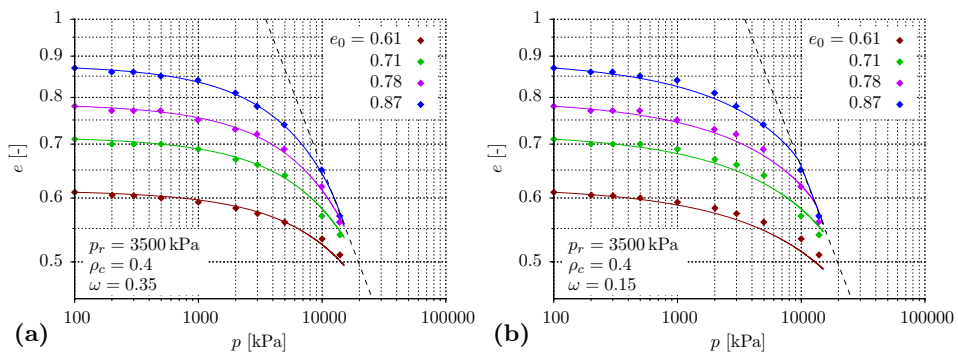 1
0.9
0.8
0.7
0.6
0.5
e [-]
100
1000
10000
100000
p [kPa]
e₀ = 0.61
0.71
0.78
0.87
pᵣ = 3500 kPa
ρ_c = 0.4
ω = 0.35
(a)
1
0.9
0.8
0.7
0.6
0.5
e [-]
100
1000
10000
100000
p [kPa]
e₀ = 0.61
0.71
0.78
0.87
pᵣ = 3500 kPa
ρ_c = 0.4
ω = 0.15
(b)